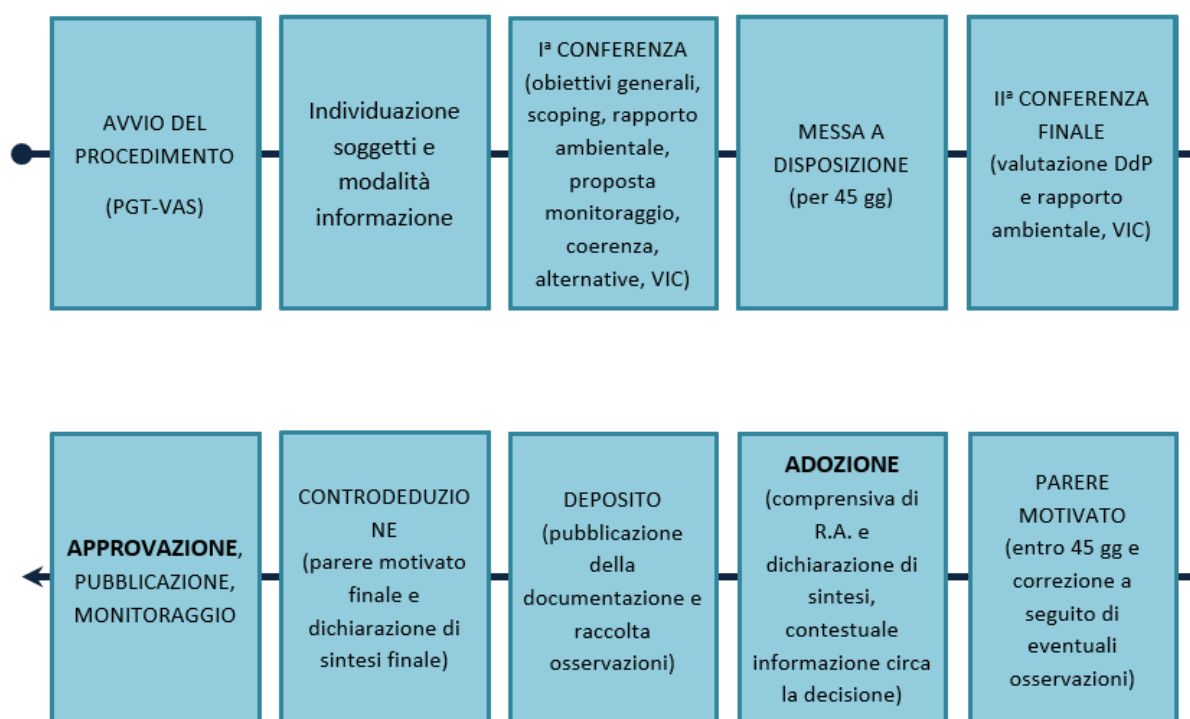 AVVIO DEL
PROCEDIMENTO
(PGT-VAS)
Individuazione
soggetti e
modalità
informazione
Iª CONFERENZA
(obiettivi generali,
scoping, rapporto
ambientale,
proposta
monitoraggio,
coerenza,
alternative, VIC)
MESSA A
DISPOSIZIONE
(per 45 gg)
IIª CONFERENZA
FINALE
(valutazione DdP
e rapporto
ambientale, VIC)
APPROVAZIONE,
PUBBLICAZIONE,
MONITORAGGIO
CONTRODEDUZIO
NE
(parere motivato
finale e
dichiarazione di
sintesi finale)
DEPOSITO
(pubblicazione
della
documentazione e
raccolta
osservazioni)
ADOZIONE
(comprensiva di
R.A. e
dichiarazione di
sintesi,
contestuale
informazione circa
la decisione)
PARERE
MOTIVATO
(entro 45 gg e
correzione a
seguito di
eventuali
osservazioni)